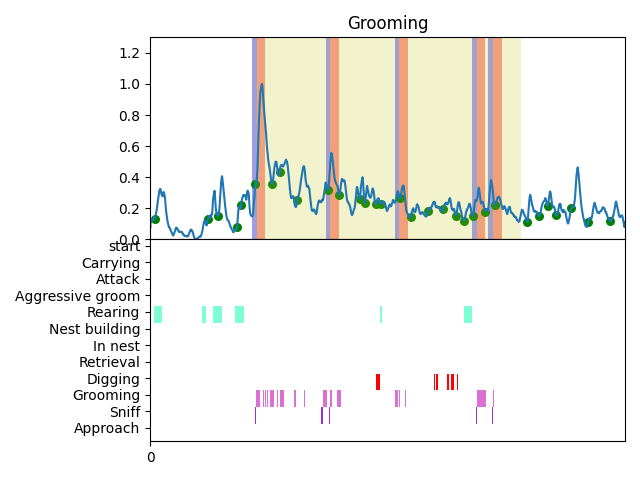 Grooming
1.2
1.0
0.8
0.6
0.4
0.2
0.0
start
Carrying
Attack
Aggressive groom
Rearing
Nest building
In nest
Retrieval
Digging
Grooming
Sniff
Approach
0